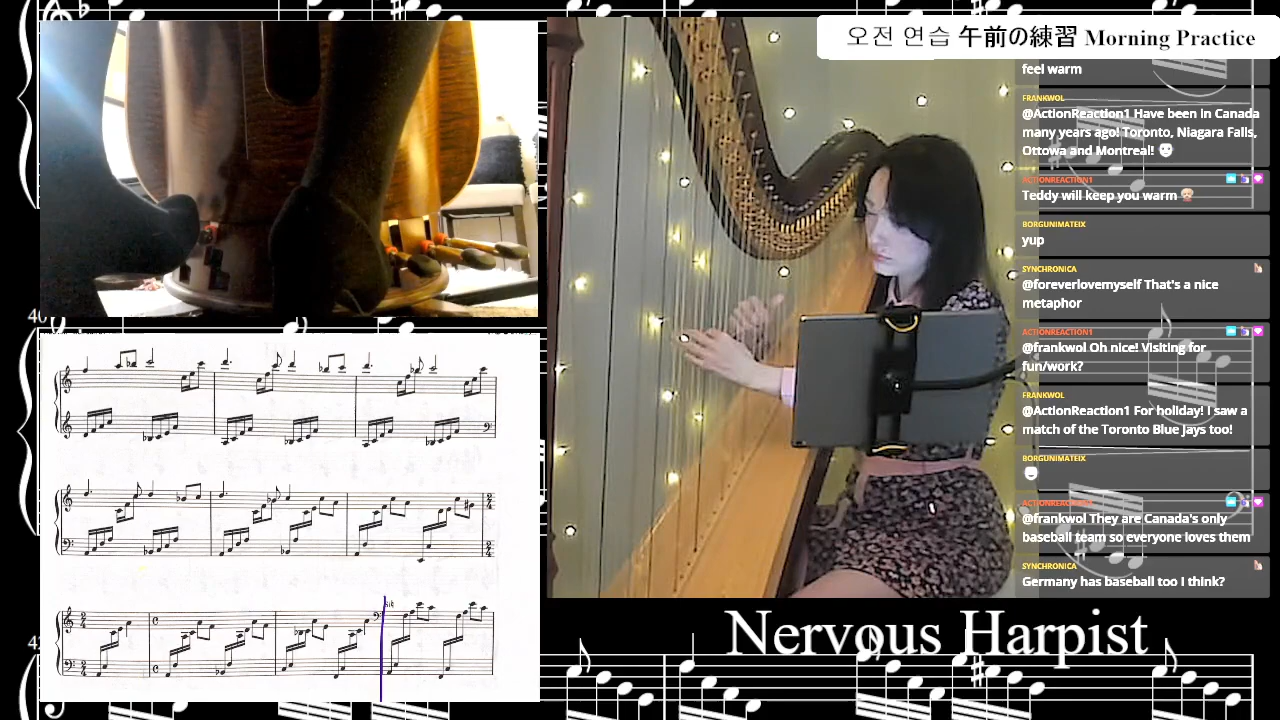 오전 연습 午前の練習 Morning Practice
feel warm
FRANKWOL
@ActionReaction1 Have been in Canada
many years ago! Toronto, Niagara Falls,
Ottowa and Montreal!
ACTIONREACTION1
Teddy will keep you warm
BORGUNIMATEIX
yup
SYNCHRONICA
@foreverlovemyself That's a nice
metaphor
ACTIONREACTION1
@frankwol Oh nice! Visiting for
fun/work?
FRANKWOL
@ActionReaction1 For holiday! I saw a
match of the Toronto Blue Jays too!
BORGUNIMATEIX
ACTIONREACTION1
@frankwol They are Canada's only
baseball team so everyone loves them
SYNCHRONICA
Germany has baseball too I think?
Nervous Harpist